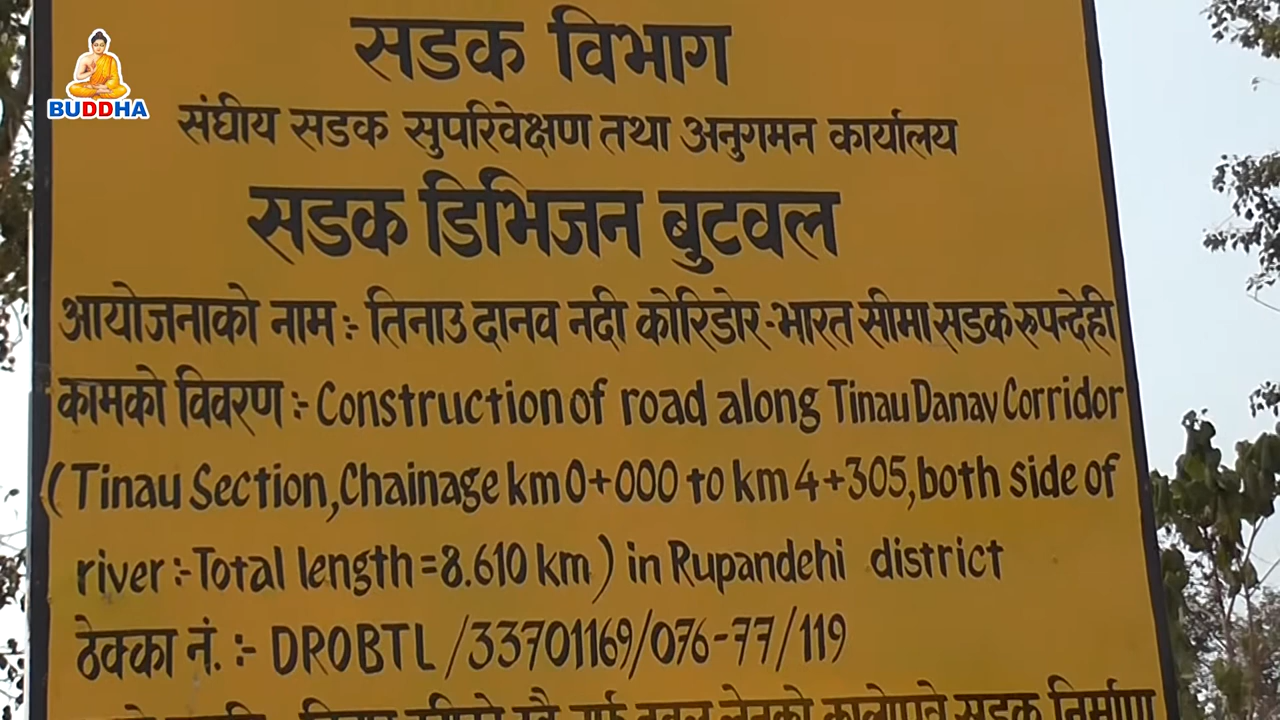 BUDDHA
सडक विभाग
संघीय सडक सुपरिवेक्षण तथा अनुगमन कार्यालय
सडक डिभिजन बुटवल
आयोजनाको नाम :- तिनाउ दानव नदी कोरिडोर-भारत सीमा सडक रुपन्देही
कामको विवरण :- Construction of road along Tinau Danav Corridor
(Tinau Section, Chainage km 0+000 to km 4+305, both side of
river :- Total length = 8.610 km) in Rupandehi district
ठेक्का नं. :- DROBTL /33701169/076-77/119
सडक निर्माण